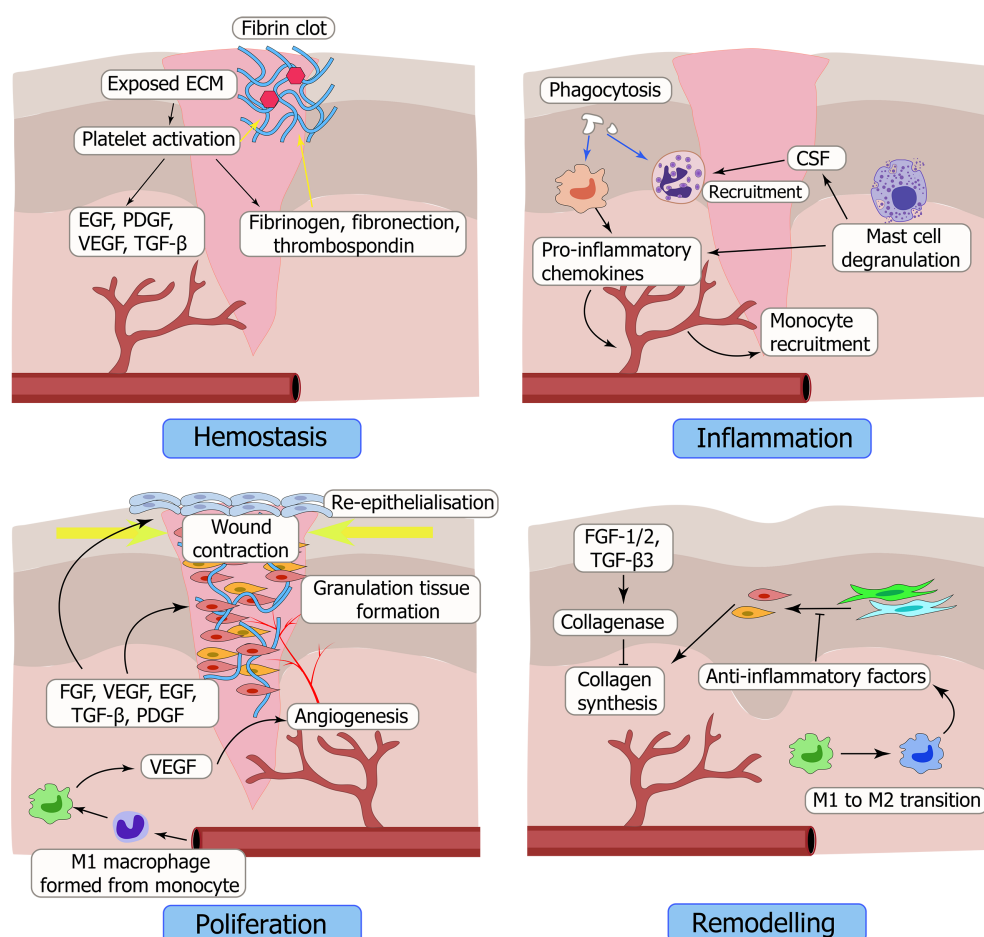 Fibrin clot
Exposed ECM
Platelet activation
EGF, PDGF,
VEGF, TGF-β
Fibrinogen, fibronection,
thrombospondin
Hemostasis
Phagocytosis
CSF
Recruitment
Mast cell
degranulation
Pro-inflammatory
chemokines
Monocyte
recruitment
Inflammation
Re-epithelialisation
Wound
contraction
Granulation tissue
formation
FGF, VEGF, EGF,
TGF-β, PDGF
Angiogenesis
VEGF
M1 macrophage
formed from monocyte
Poliferation
FGF-1/2,
TGF-β3
Collagenase
Collagen
synthesis
Anti-inflammatory factors
M1 to M2 transition
Remodelling